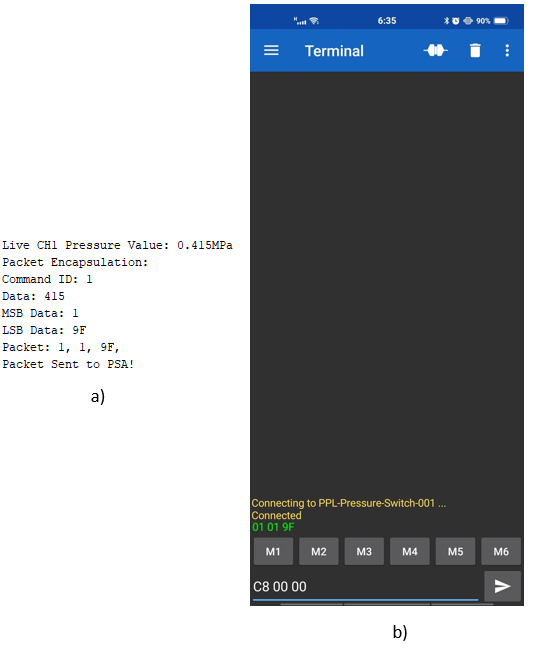 Live CH1 Pressure Value: 0.415MPa
Packet Encapsulation:
Command ID: 1
Data: 415
MSB Data: 1
LSB Data: 9F
Packet: 1, 1, 9F,
Packet Sent to PSA!
a)
6:35
90%
Terminal
Connecting to PPL-Pressure-Switch-001 ...
Connected
01 01 9F
M1 M2 M3 M4 M5 M6
C8 00 00
b)